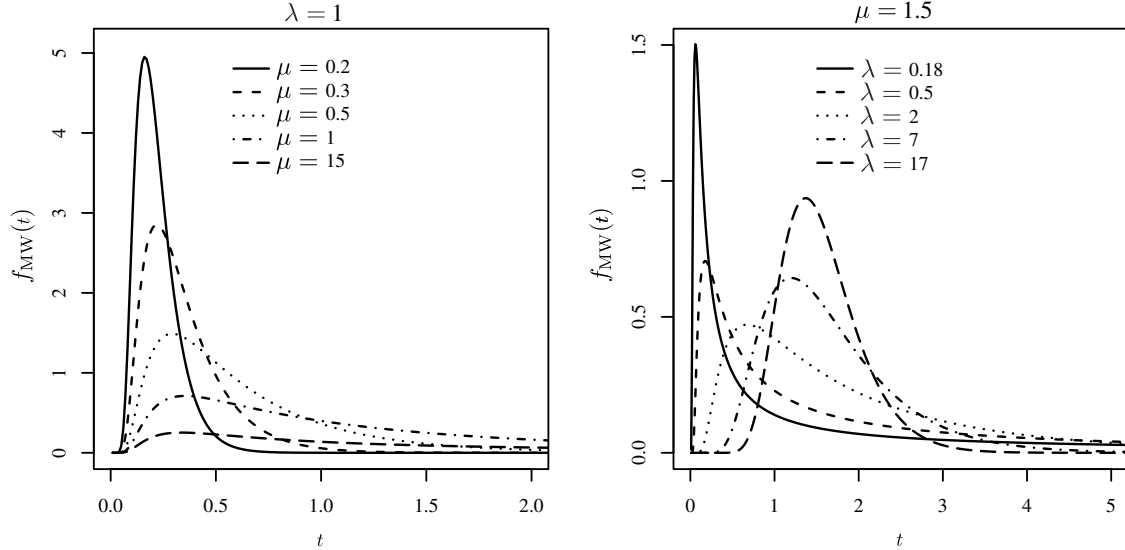 λ = 1
μ = 0.2
μ = 0.3
μ = 0.5
μ = 1
μ = 15
f_MW(t)
0
1
2
3
4
5
0.0 0.5 1.0 1.5 2.0
t
μ = 1.5
λ = 0.18
λ = 0.5
λ = 2
λ = 7
λ = 17
f_MW(t)
0.0
0.5
1.0
1.5
0 1 2 3 4 5
t